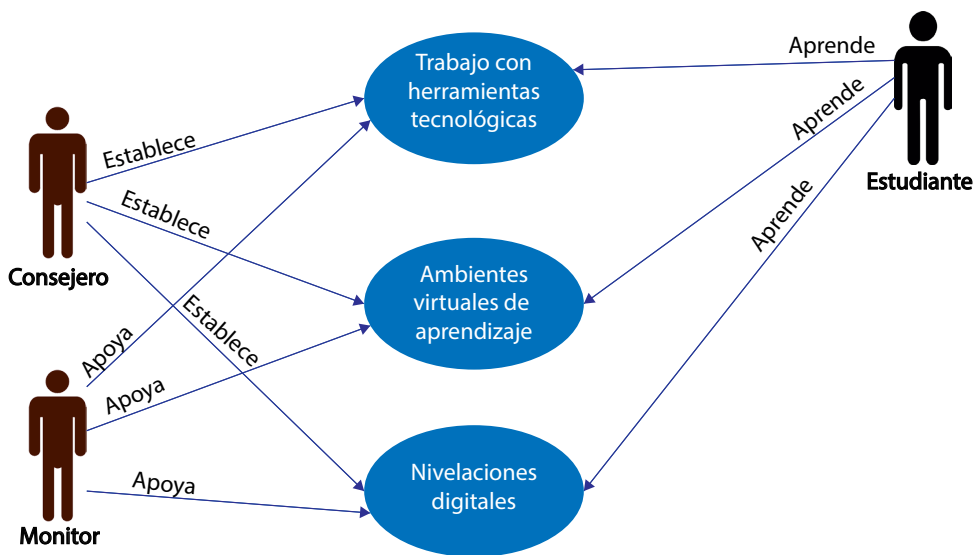 Trabajo con
herramientas
tecnológicas
Aprende
Aprende
Aprende
Estudiante
Establece
Establece
Establece
Consejero
Ambientes
virtuales de
aprendizaje
Apoya
Apoya
Apoya
Monitor
Nivelaciones
digitales